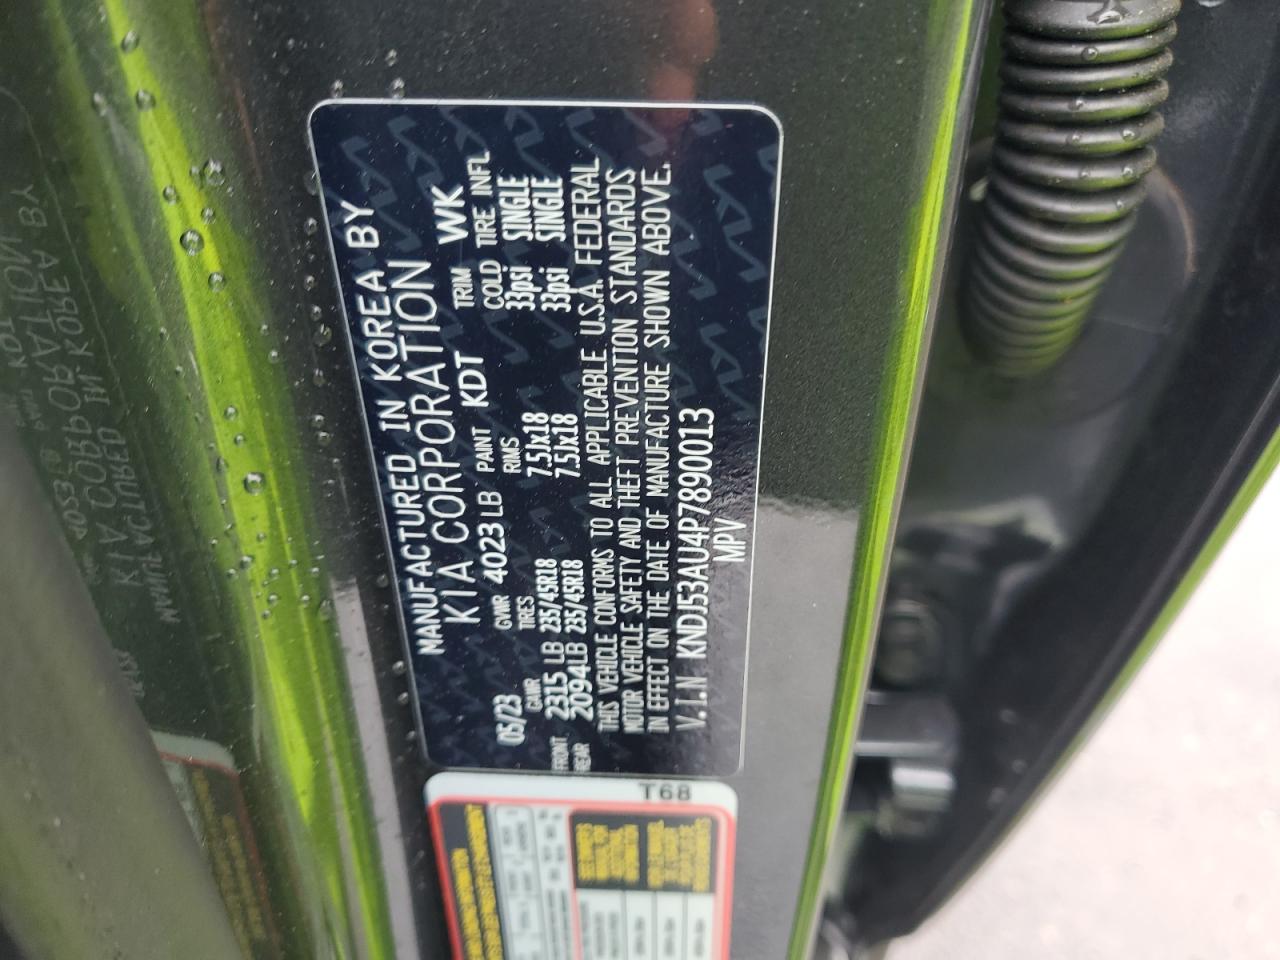 MANUFACTURED IN KOREA BY
KIA CORPORATION
05/23 GVWR 4023 LB PAINT KDT TRIM WK
GAWR TIRES RIMS COLD TIRE INFL
FRONT 2315 LB 235/45R18 7.5Jx18 33psi SINGLE
REAR 2094LB 235/45R18 7.5Jx18 33psi SINGLE
THIS VEHICLE CONFORMS TO ALL APPLICABLE U.S.A. FEDERAL
MOTOR VEHICLE SAFETY AND THEFT PREVENTION STANDARDS
IN EFFECT ON THE DATE OF MANUFACTURE SHOWN ABOVE.
V.I.N KNDJ53AU4P7890013
MPV
T68